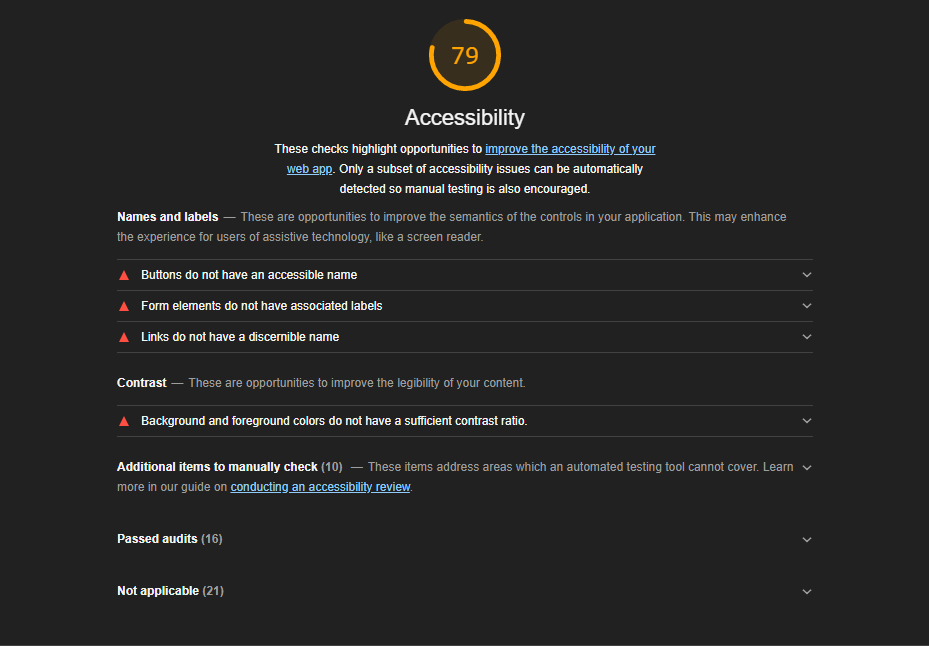 79
Accessibility
These checks highlight opportunities to improve the accessibility of your
web app. Only a subset of accessibility issues can be automatically
detected so manual testing is also encouraged.
Names and labels — These are opportunities to improve the semantics of the controls in your application. This may enhance
the experience for users of assistive technology, like a screen reader.
Buttons do not have an accessible name
Form elements do not have associated labels
Links do not have a discernible name
Contrast — These are opportunities to improve the legibility of your content.
Background and foreground colors do not have a sufficient contrast ratio.
Additional items to manually check (10) — These items address areas which an automated testing tool cannot cover. Learn
more in our guide on conducting an accessibility review.
Passed audits (16)
Not applicable (21)